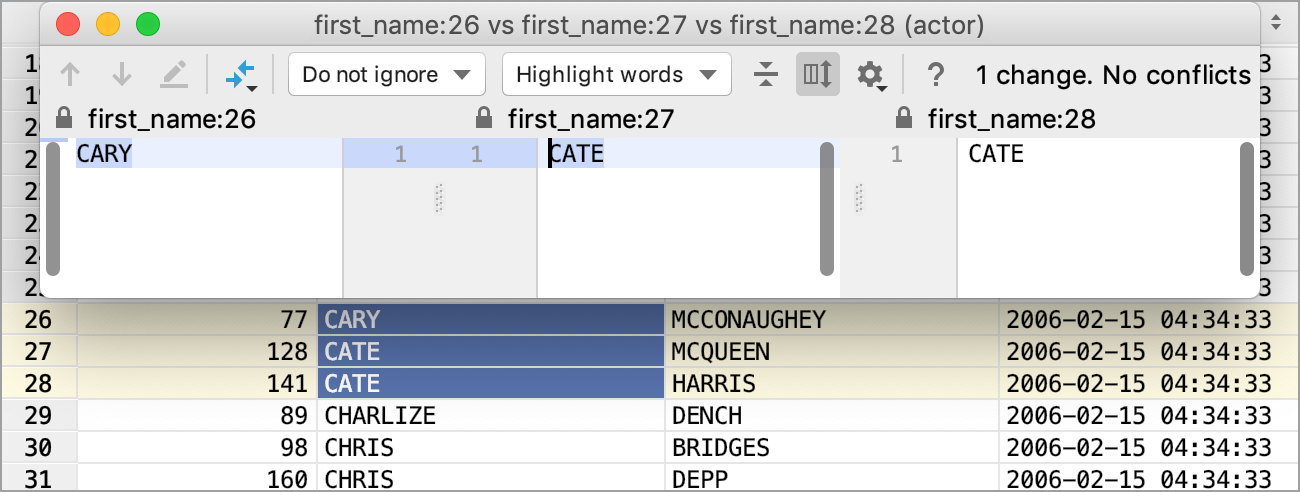 first_name:26 vs first_name:27 vs first_name:28 (actor)
Do not ignore Highlight words ? 1 change. No conflicts
first_name:26 first_name:27 first_name:28
CARY 1 1 CATE 1 CATE
26 77 CARY MCCONAUGHEY 2006-02-15 04:34:33
27 128 CATE MCQUEEN 2006-02-15 04:34:33
28 141 CATE HARRIS 2006-02-15 04:34:33
29 89 CHARLIZE DENCH 2006-02-15 04:34:33
30 98 CHRIS BRIDGES 2006-02-15 04:34:33
31 160 CHRIS DEPP 2006-02-15 04:34:33